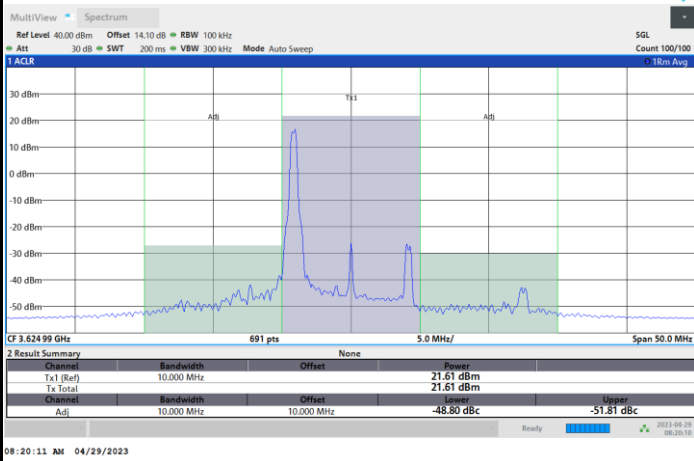 MultiView Spectrum
Ref Level 40.00 dBm Offset 14.10 dB RBW 100 kHz SGL
Att 30 dB SWT 200 ms VBW 300 kHz Mode Auto Sweep Count 100/100
1 ACLR 1Rm Avg
30 dBm
Tx1
20 dBm
Adj Adj
10 dBm
0 dBm
-10 dBm
-20 dBm
-30 dBm
-40 dBm
-50 dBm
CF 3.624 99 GHz 691 pts 5.0 MHz/ Span 50.0 MHz
2 Result Summary None
Channel Bandwidth Offset Power
Tx1 (Ref) 10.000 MHz 21.61 dBm
Tx Total 21.61 dBm
Channel Bandwidth Offset Lower Upper
Adj 10.000 MHz 10.000 MHz -48.80 dBc -51.81 dBc
Ready 2023-04-29
08:20:10
08:20:11 AM 04/29/2023